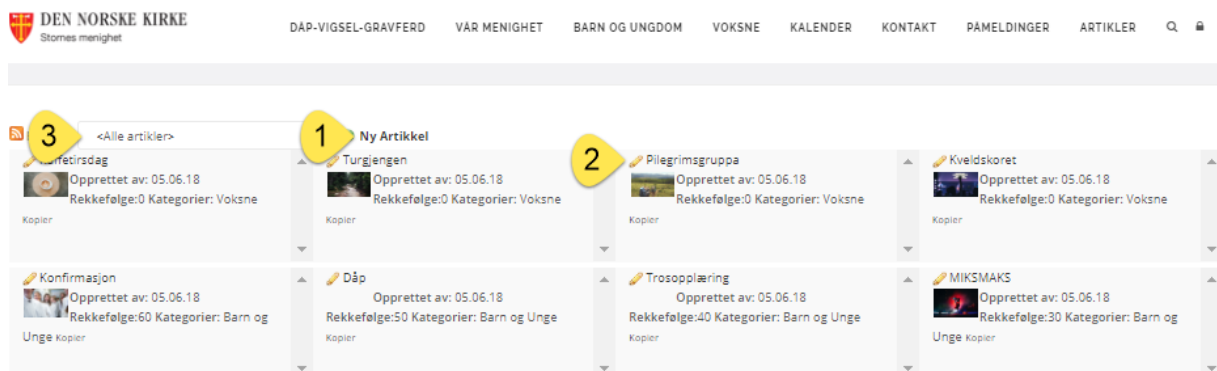 DEN NORSKE KIRKE
Stornes menighet
DÅP-VIGSEL-GRAVFERD VÅR MENIGHET BARN OG UNGDOM VOKSNE KALENDER KONTAKT PÅMELDINGER ARTIKLER
3 <Alle artikler> 1 Ny Artikkel
2
Turgjengen
Opprettet av: 05.06.18
Rekkefølge:0 Kategorier: Voksne
Kopier
Pilegrimsgruppa
Opprettet av: 05.06.18
Rekkefølge:0 Kategorier: Voksne
Kopier
Kveldskoret
Opprettet av: 05.06.18
Rekkefølge:0 Kategorier: Voksne
Kopier
Opprettet av: 05.06.18
Rekkefølge:0 Kategorier: Voksne
Kopier
Konfirmasjon
Opprettet av: 05.06.18
Rekkefølge:60 Kategorier: Barn og
Unge Kopier
Dåp
Opprettet av: 05.06.18
Rekkefølge:50 Kategorier: Barn og Unge
Kopier
Trosopplæring
Opprettet av: 05.06.18
Rekkefølge:40 Kategorier: Barn og Unge
Kopier
MIKSMAKS
Opprettet av: 05.06.18
Rekkefølge:30 Kategorier: Barn og
Unge Kopier